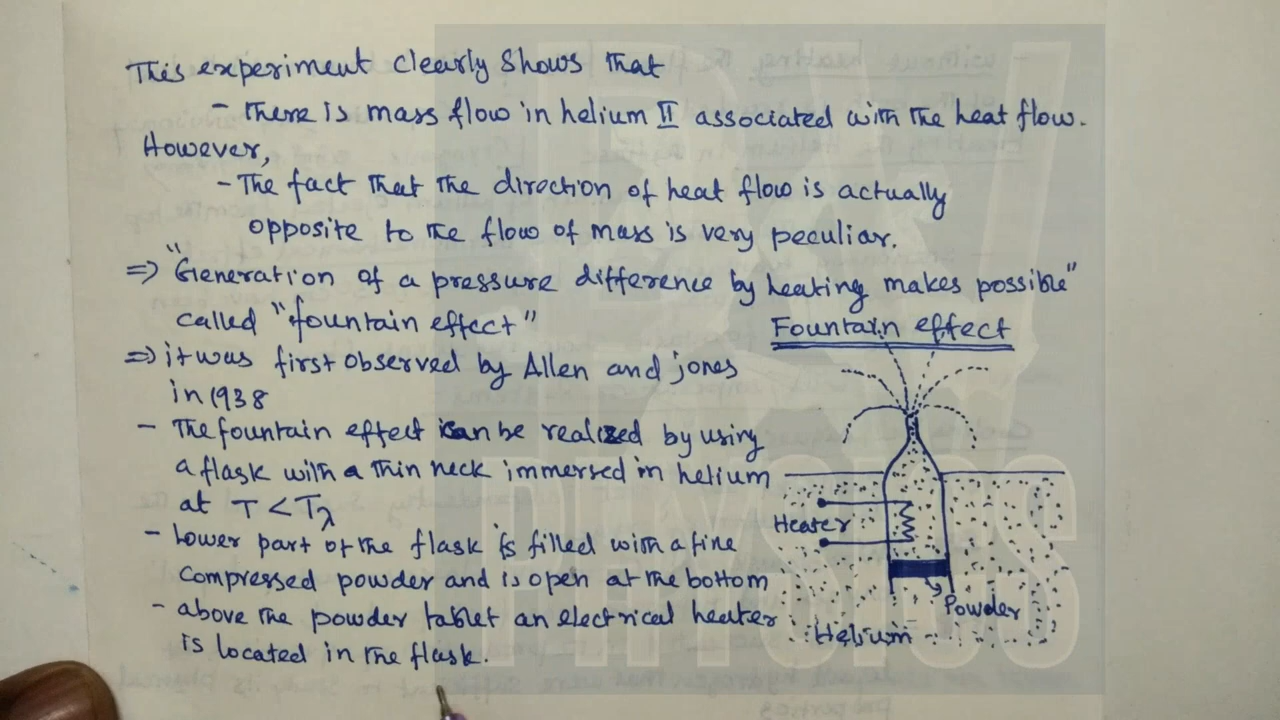 This experiment clearly shows that
- There is mass flow in helium II associated with the heat flow.
However,
- The fact that the direction of heat flow is actually
opposite to the flow of mass is very peculiar.
=> "Generation of a pressure difference by heating makes possible"
called "fountain effect"
Fountain effect
=> it was first observed by Allen and jones
in 1938
- The fountain effect can be realized by using
a flask with a thin neck immersed in helium
at T < Tλ
- lower part of the flask is filled with a fine
compressed powder and is open at the bottom
- above the powder tablet an electrical heater
is located in the flask.
Heater
Powder
Helium
PHYSICS